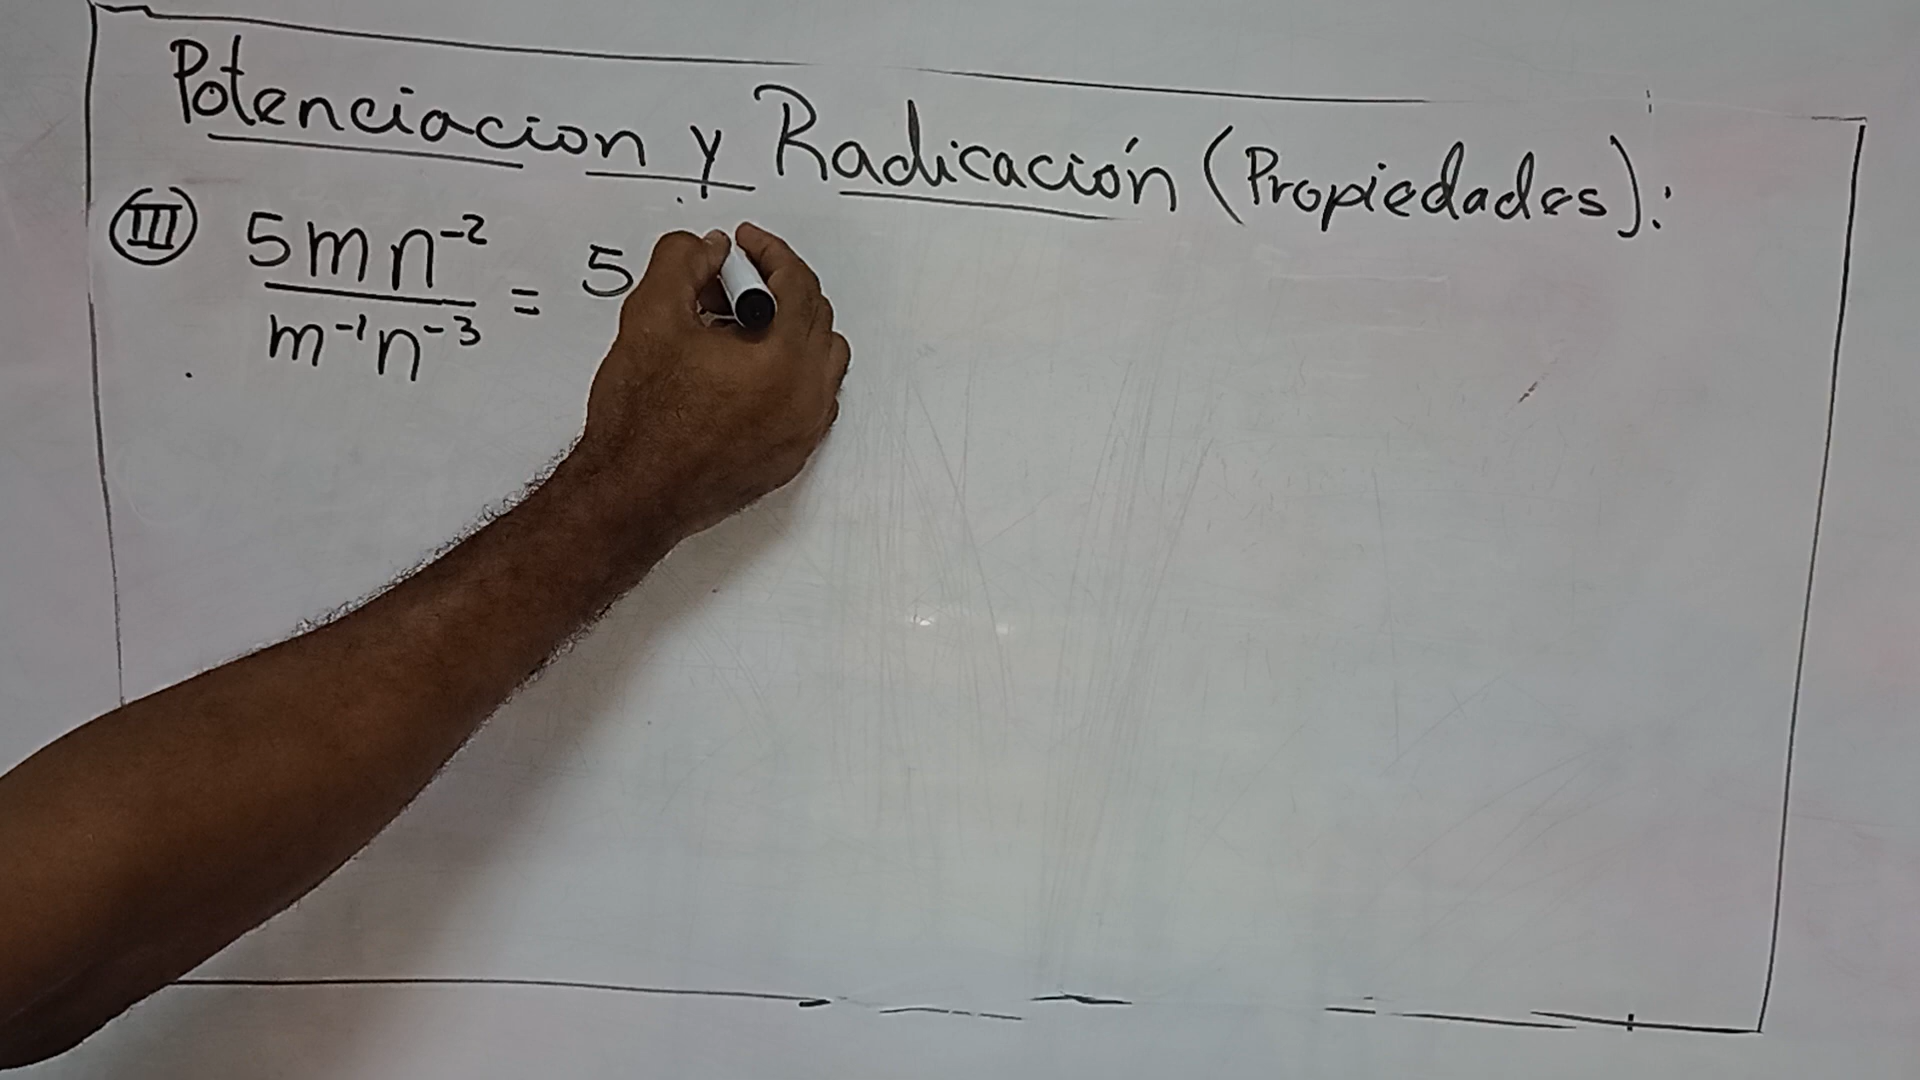 Potenciacion y Radicación (Propiedades):
III 5mn⁻² / m⁻¹n⁻³ = 5